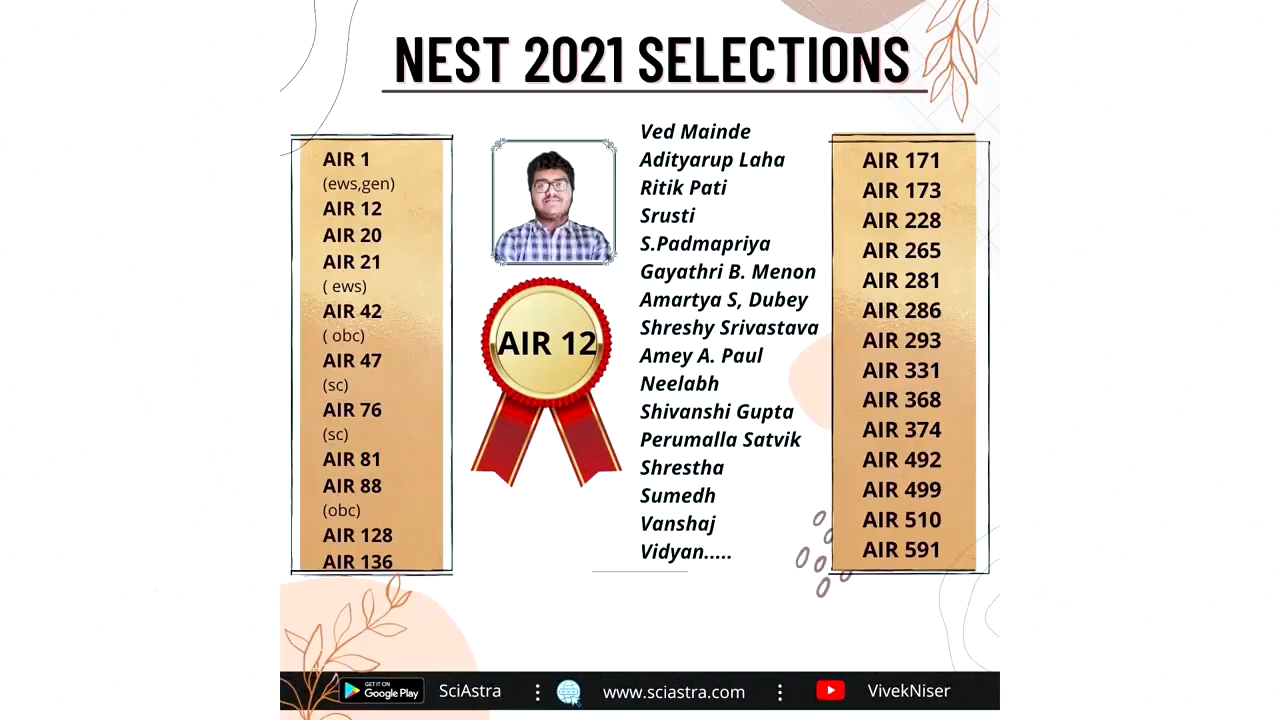 NEST 2021 SELECTIONS
AIR 1
(ews,gen)
AIR 12
AIR 20
AIR 21
( ews)
AIR 42
( obc)
AIR 47
(sc)
AIR 76
(sc)
AIR 81
AIR 88
(obc)
AIR 128
AIR 136
AIR 12
Ved Mainde
Adityarup Laha
Ritik Pati
Srusti
S.Padmapriya
Gayathri B. Menon
Amartya S, Dubey
Shreshy Srivastava
Amey A. Paul
Neelabh
Shivanshi Gupta
Perumalla Satvik
Shrestha
Sumedh
Vanshaj
Vidyan.....
AIR 171
AIR 173
AIR 228
AIR 265
AIR 281
AIR 286
AIR 293
AIR 331
AIR 368
AIR 374
AIR 492
AIR 499
AIR 510
AIR 591
GET IT ON
Google Play
SciAstra
www.sciastra.com
VivekNiser